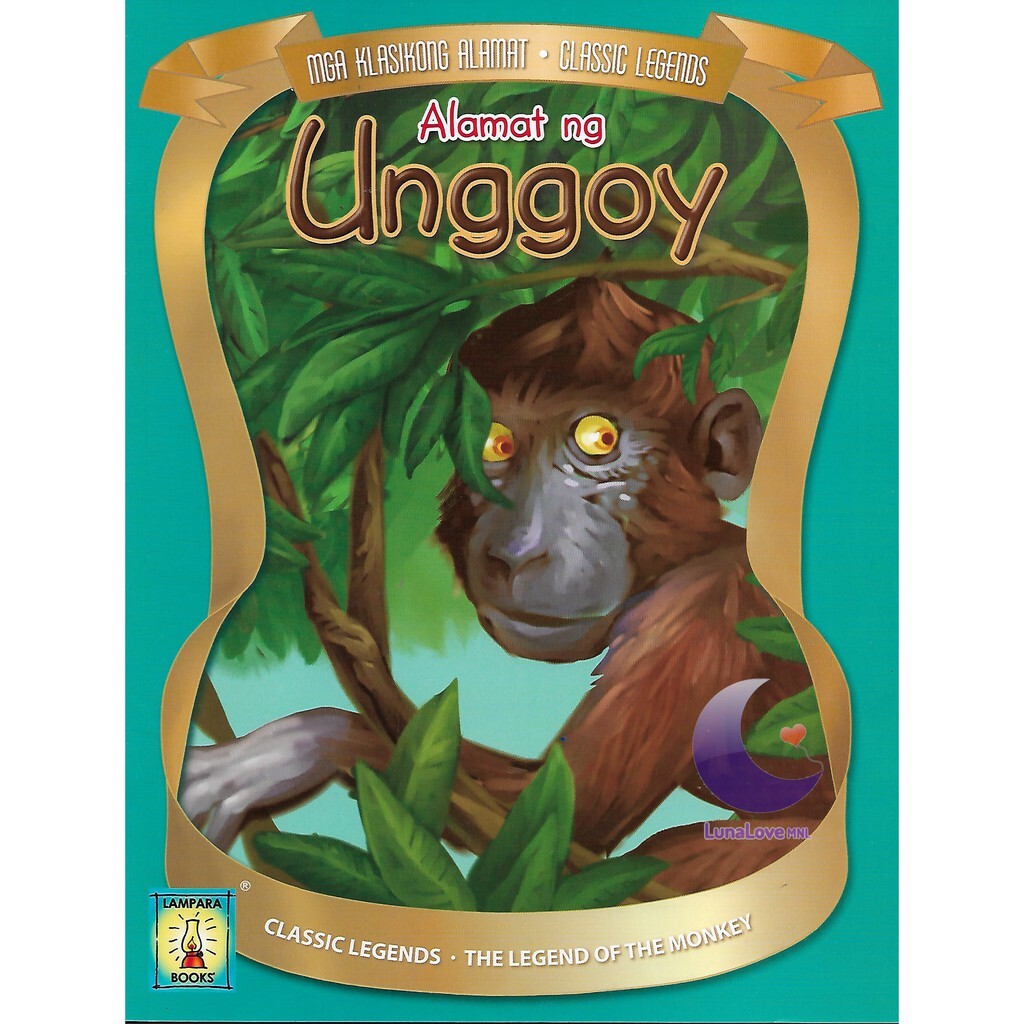 MGA KLASIKONG ALAMAT • CLASSIC LEGENDS
Alamat ng
Unggoy
LunaLove MNL
LAMPARA
BOOKS
®
CLASSIC LEGENDS • THE LEGEND OF THE MONKEY